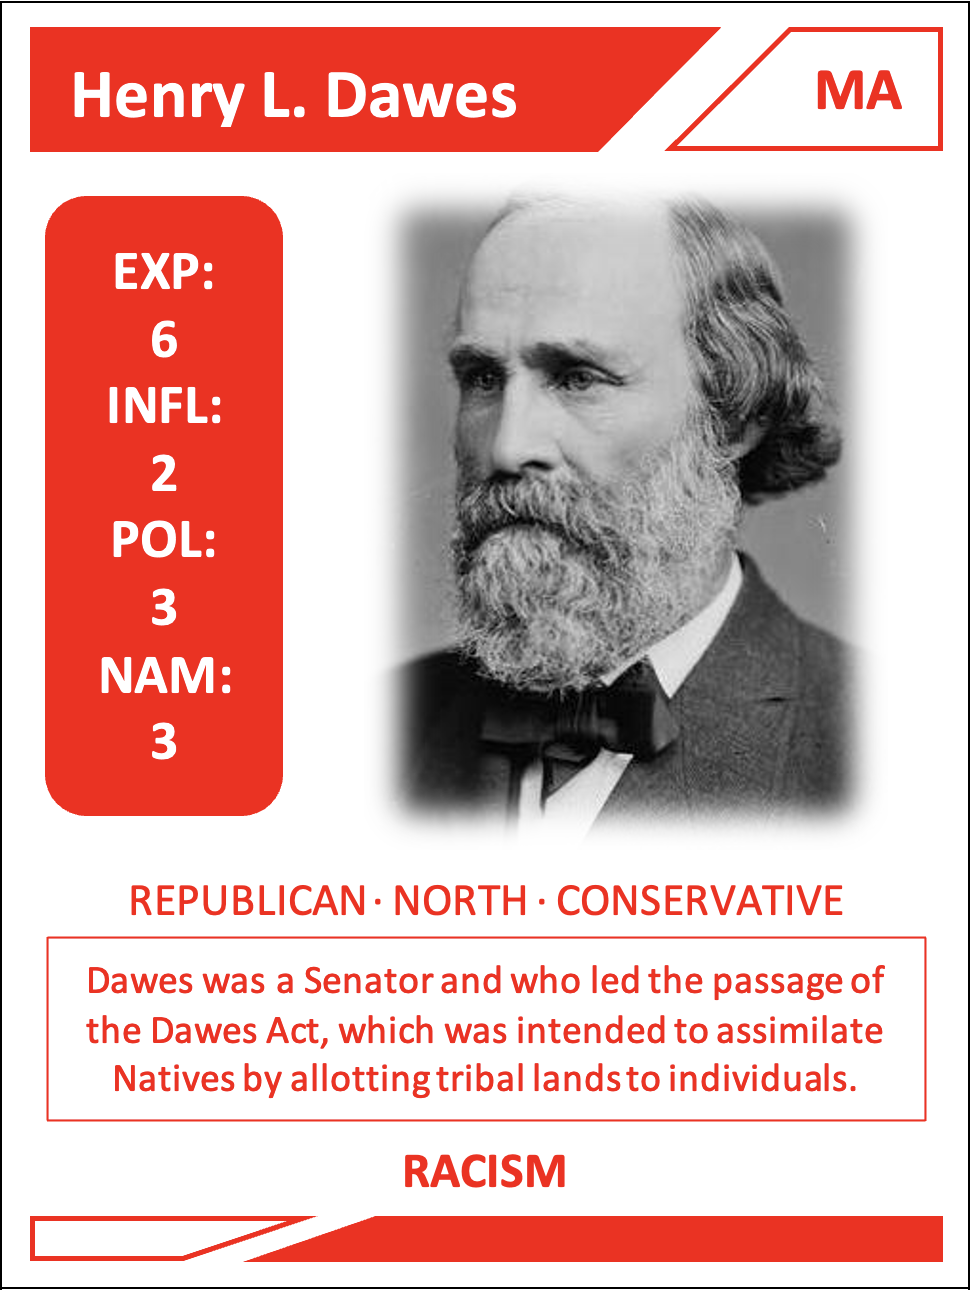 Henry L. Dawes
MA
EXP:
6
INFL:
2
POL:
3
NAM:
3
REPUBLICAN · NORTH · CONSERVATIVE
Dawes was a Senator and who led the passage of
the Dawes Act, which was intended to assimilate
Natives by allotting tribal lands to individuals.
RACISM